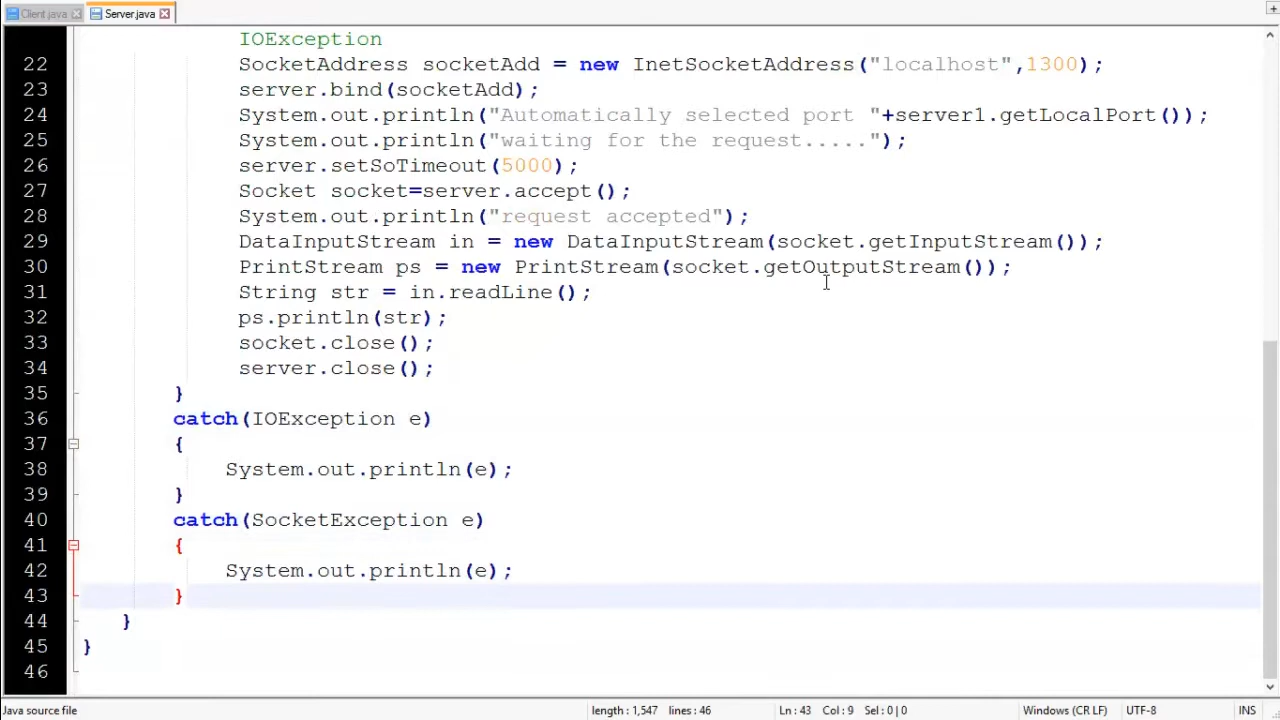 Client.java Server.java
IOException
22 SocketAddress socketAdd = new InetSocketAddress("localhost",1300);
23 server.bind(socketAdd);
24 System.out.println("Automatically selected port "+server1.getLocalPort());
25 System.out.println("waiting for the request.....");
26 server.setSoTimeout(5000);
27 Socket socket=server.accept();
28 System.out.println("request accepted");
29 DataInputStream in = new DataInputStream(socket.getInputStream());
30 PrintStream ps = new PrintStream(socket.getOutputStream());
31 String str = in.readLine();
32 ps.println(str);
33 socket.close();
34 server.close();
35 }
36 catch(IOException e)
37 {
38 System.out.println(e);
39 }
40 catch(SocketException e)
41 {
42 System.out.println(e);
43 }
44 }
45 }
46
Java source file length : 1,547 lines : 46 Ln : 43 Col : 9 Sel : 0 | 0 Windows (CR LF) UTF-8 INS